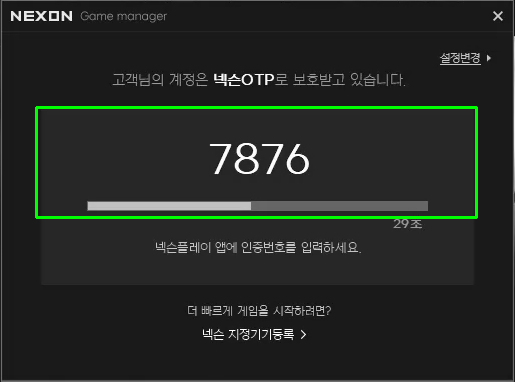 NEXON Game manager
설정변경
고객님의 계정은 넥슨OTP로 보호받고 있습니다.
7876
29초
넥슨플레이 앱에 인증번호를 입력하세요.
더 빠르게 게임을 시작하려면?
넥슨 지정기기등록 >